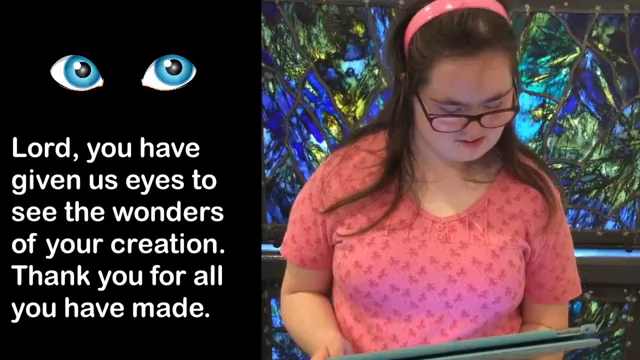 Lord, you have
given us eyes to
see the wonders
of your creation.
Thank you for all
you have made.